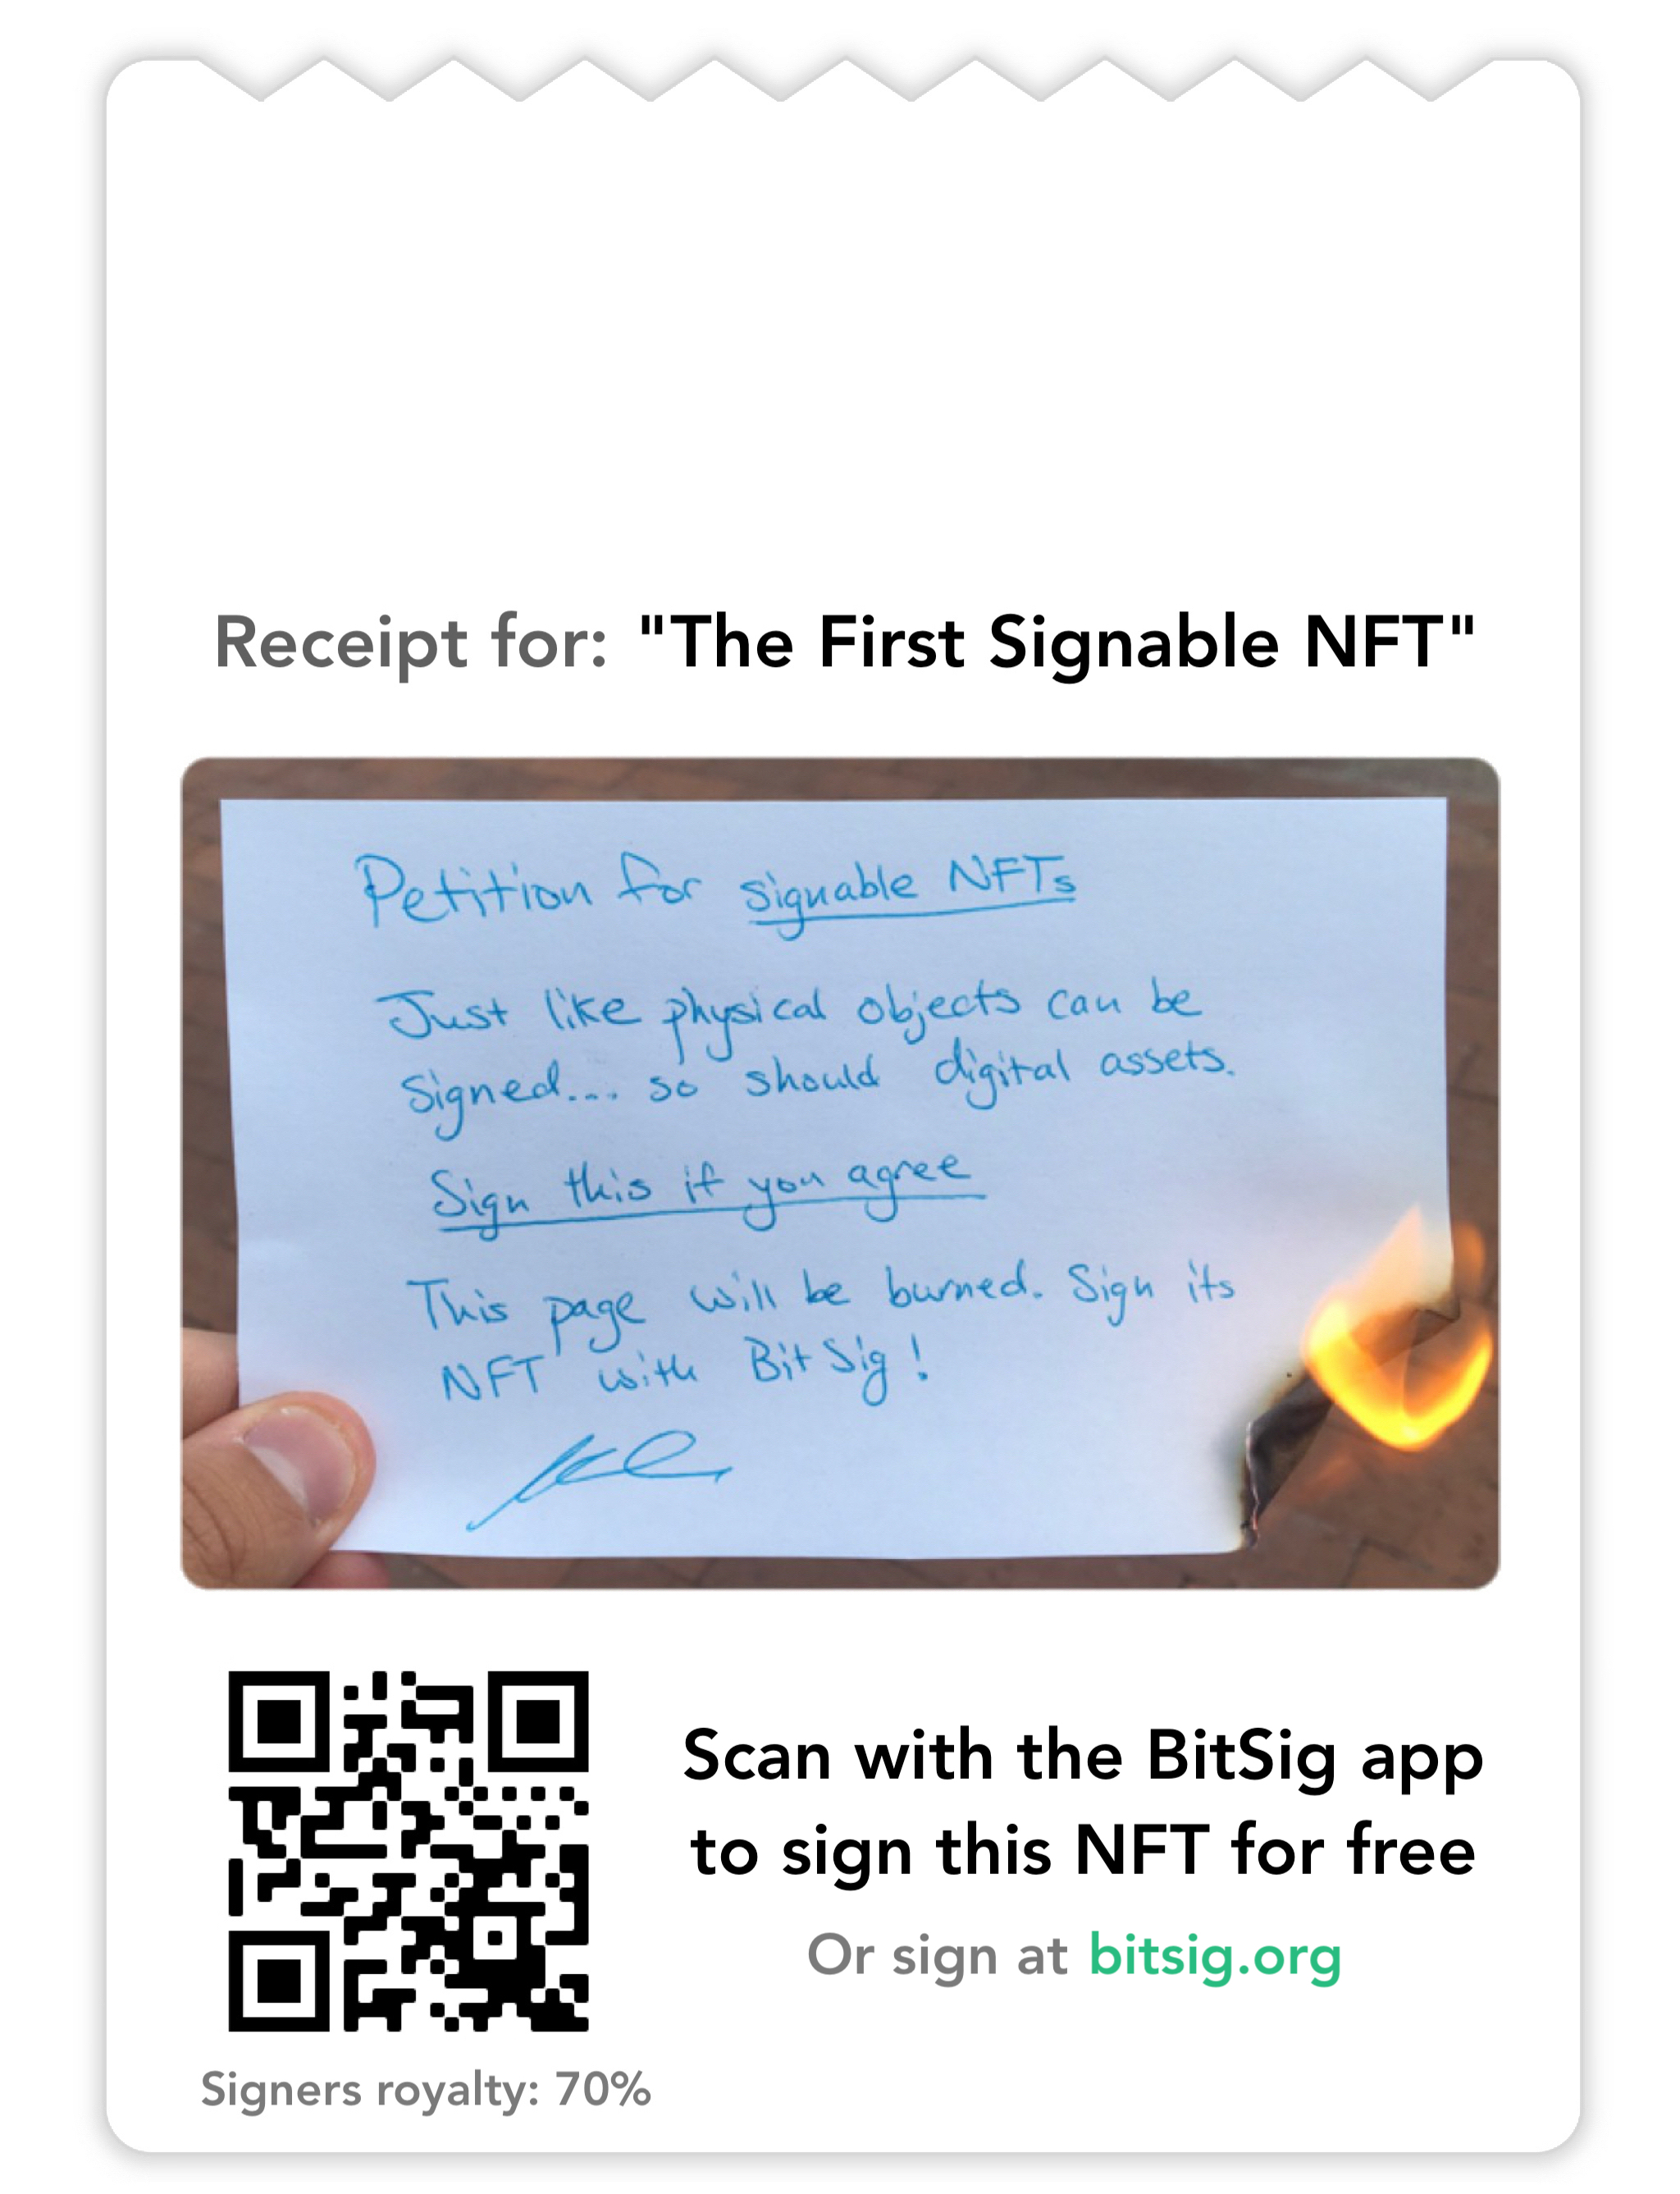 Receipt for: "The First Signable NFT"
Petition for signable NFTs
Just like physical objects can be
signed.... so should digital assets.
Sign this if you agree
This page will be burned. Sign its
NFT with BitSig!
Scan with the BitSig app
to sign this NFT for free
Or sign at bitsig.org
Signers royalty: 70%